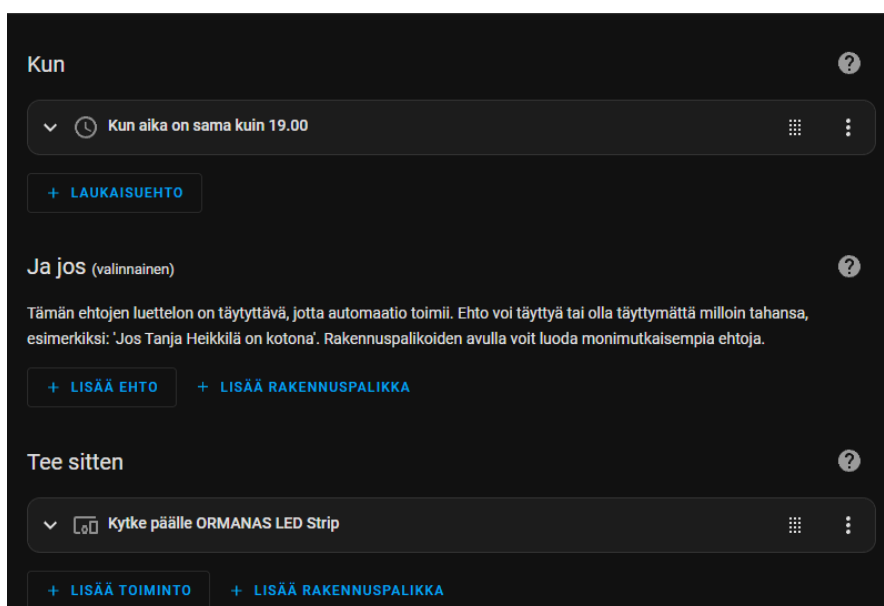 Kun
Kun aika on sama kuin 19.00
+ LAUKAISUEHTO
Ja jos (valinnainen)
Tämän ehtojen luettelon on täytyttävä, jotta automaatio toimii. Ehto voi täyttyä tai olla täyttymättä milloin tahansa,
esimerkiksi: 'Jos Tanja Heikkilä on kotona'. Rakennuspalikoiden avulla voit luoda monimutkaisempia ehtoja.
+ LISÄÄ EHTO + LISÄÄ RAKENNUSPALIKKA
Tee sitten
Kytke päälle ORMANAS LED Strip
+ LISÄÄ TOIMINTO + LISÄÄ RAKENNUSPALIKKA